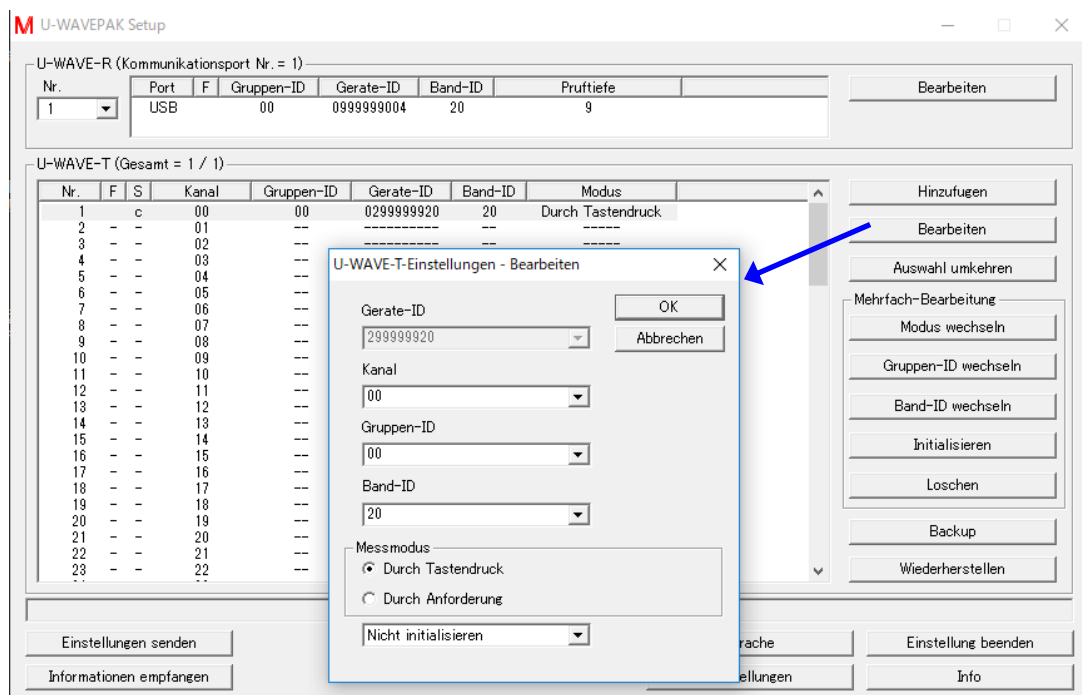 M U-WAVEPAK Setup
U-WAVE-R (Kommunikationsport Nr. = 1)
Nr. Port F Gruppen-ID Gerate-ID Band-ID Pruftiefe
1 USB 00 0999999004 20 9
Bearbeiten
U-WAVE-T (Gesamt = 1 / 1)
Nr. F S Kanal Gruppen-ID Gerate-ID Band-ID Modus
1 c 00 00 0299999920 20 Durch Tastendruck
2 - - 01 -- ---------- -- -----
3 - - 02 -- ---------- -- -----
4 - - 03 --
5 - - 04 --
6 - - 05 --
7 - - 06 --
8 - - 07 --
9 - - 08 --
10 - - 09 --
11 - - 10 --
12 - - 11 --
13 - - 12 --
14 - - 13 --
15 - - 14 --
16 - - 15 --
17 - - 16 --
18 - - 17 --
19 - - 18 --
20 - - 19 --
21 - - 20 --
22 - - 21 --
23 - - 22 --
U-WAVE-T-Einstellungen - Bearbeiten
Gerate-ID
299999920
Kanal
00
Gruppen-ID
00
Band-ID
20
Messmodus
Durch Tastendruck
Durch Anforderung
Nicht initialisieren
OK
Abbrechen
Hinzufugen
Bearbeiten
Auswahl umkehren
Mehrfach-Bearbeitung
Modus wechseln
Gruppen-ID wechseln
Band-ID wechseln
Initialisieren
Loschen
Backup
Wiederherstellen
Einstellungen senden
rache
Einstellung beenden
Informationen empfangen
ellungen
Info